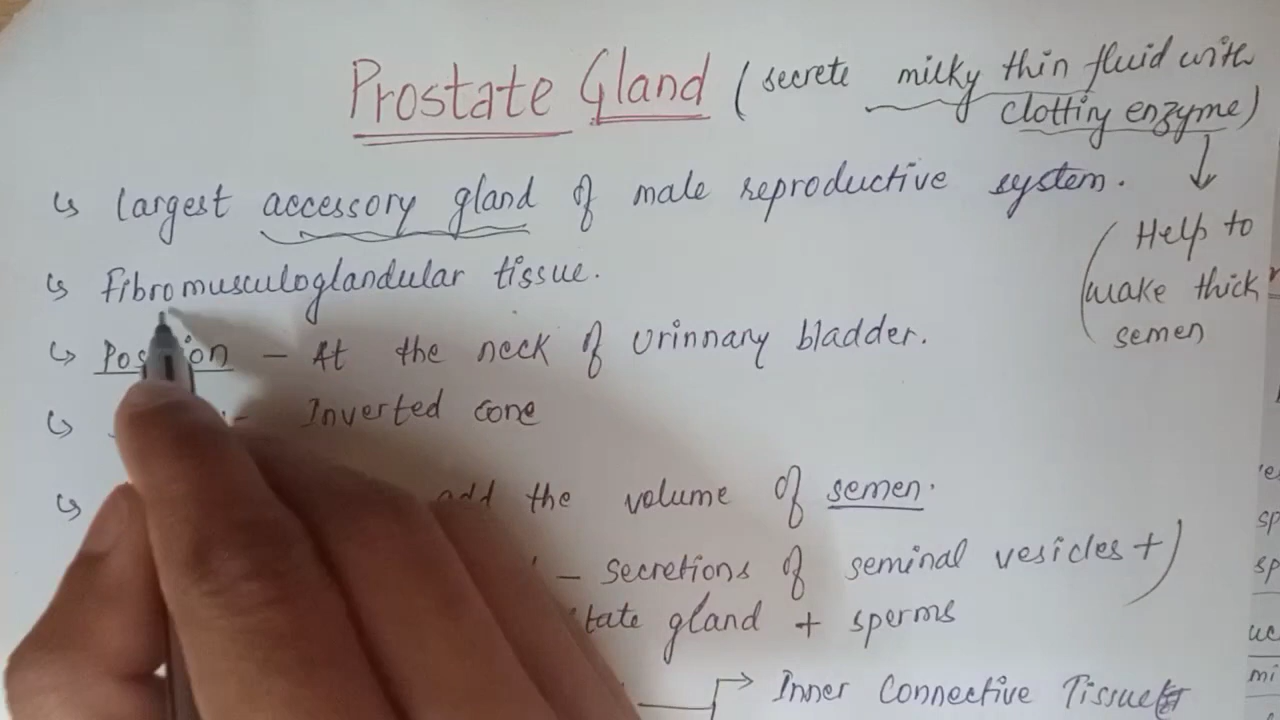 Prostate Gland (secrete milky thin fluid with
clotting enzyme)
↳ largest accessory gland of male reproductive system.
Help to
make thick
semen
↳ Fibromusculoglandular tissue.
↳ Position - At the neck of Urinnary bladder.
↳ - Inverted cone
↳ add the volume of semen.
- secretions of seminal vesicles +
gland + sperms
Inner Connective Tissue